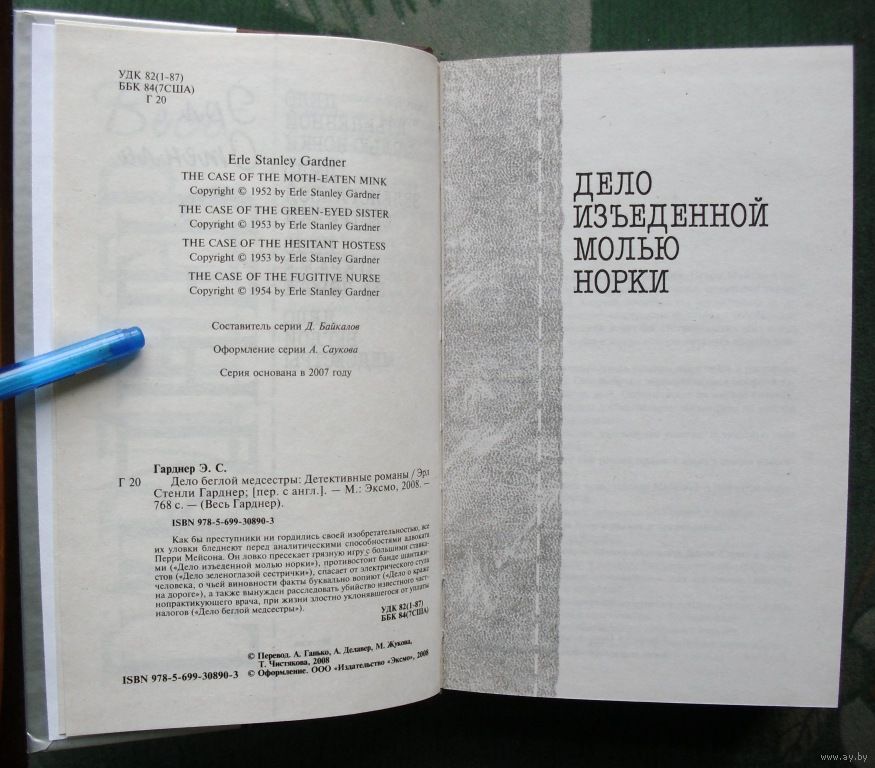 УДК 82(1-87)
ББК 84(7США)
Г 20
Erle Stanley Gardner
THE CASE OF THE MOTH-EATEN MINK
Copyright © 1952 by Erle Stanley Gardner
THE CASE OF THE GREEN-EYED SISTER
Copyright © 1953 by Erle Stanley Gardner
THE CASE OF THE HESITANT HOSTESS
Copyright © 1953 by Erle Stanley Gardner
THE CASE OF THE FUGITIVE NURSE
Copyright © 1954 by Erle Stanley Gardner
Составитель серии Д. Байкалов
Оформление серии А. Саукова
Серия основана в 2007 году
Гарднер Э. С.
Г 20 Дело беглой медсестры: Детективные романы / Эрл
Стенли Гарднер; [пер. с англ.]. — М.: Эксмо, 2008. —
768 с. — (Весь Гарднер).
ISBN 978-5-699-30890-3
Как бы преступники ни гордились своей изобретательностью, все
их уловки бледнеют перед аналитическими способностями адвоката
Перри Мейсона. Он ловко пресекает грязную игру с большими ставка-
ми («Дело изъеденной молью норки»), противостоит банде шантажи-
стов («Дело зеленоглазой сестрички»), спасает от электрического стула
человека, о чьей виновности факты буквально вопиют («Дело о краже
на дороге»), а также вынужден расследовать убийство известного част-
нопрактикующего врача, при жизни злостно уклонявшегося от уплаты
налогов («Дело беглой медсестры»).
УДК 82(1-87)
ББК 84(7США)
© Перевод. А. Ганько, А. Делавер, М. Жукова,
Т. Чистякова, 2008
ISBN 978-5-699-30890-3 © Оформление. ООО «Издательство «Эксмо», 2008
ДЕЛО
ИЗЪЕДЕННОЙ
МОЛЬЮ
НОРКИ
www.ay.by